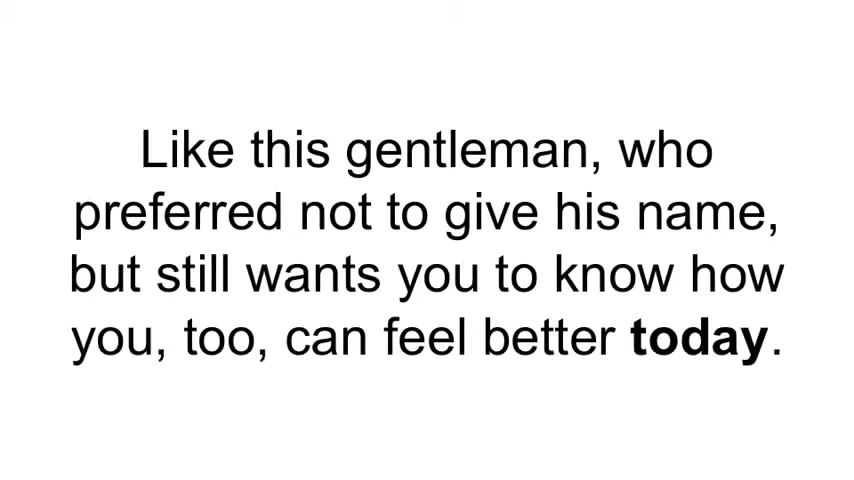 Like this gentleman, who
preferred not to give his name,
but still wants you to know how
you, too, can feel better today.